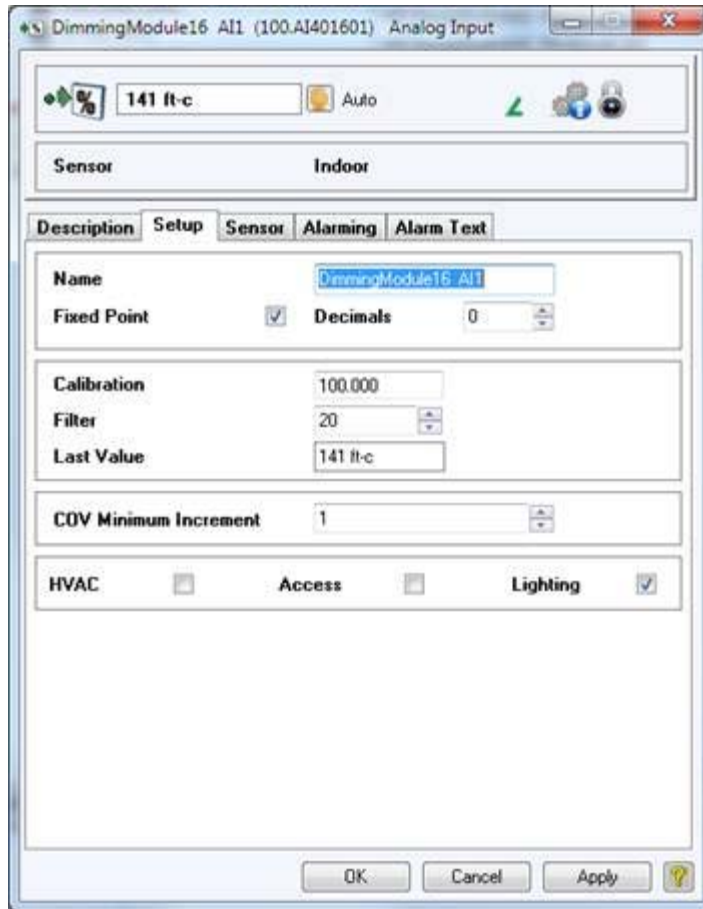 DimmingModule16 AI1 (100.AI401601) Analog Input
% 141 ft-c Auto
Sensor Indoor
Description Setup Sensor Alarming Alarm Text
Name DimmingModule16 AI1
Fixed Point Decimals 0
Calibration 100.000
Filter 20
Last Value 141 ft-c
COV Minimum Increment 1
HVAC Access Lighting
OK Cancel Apply ?